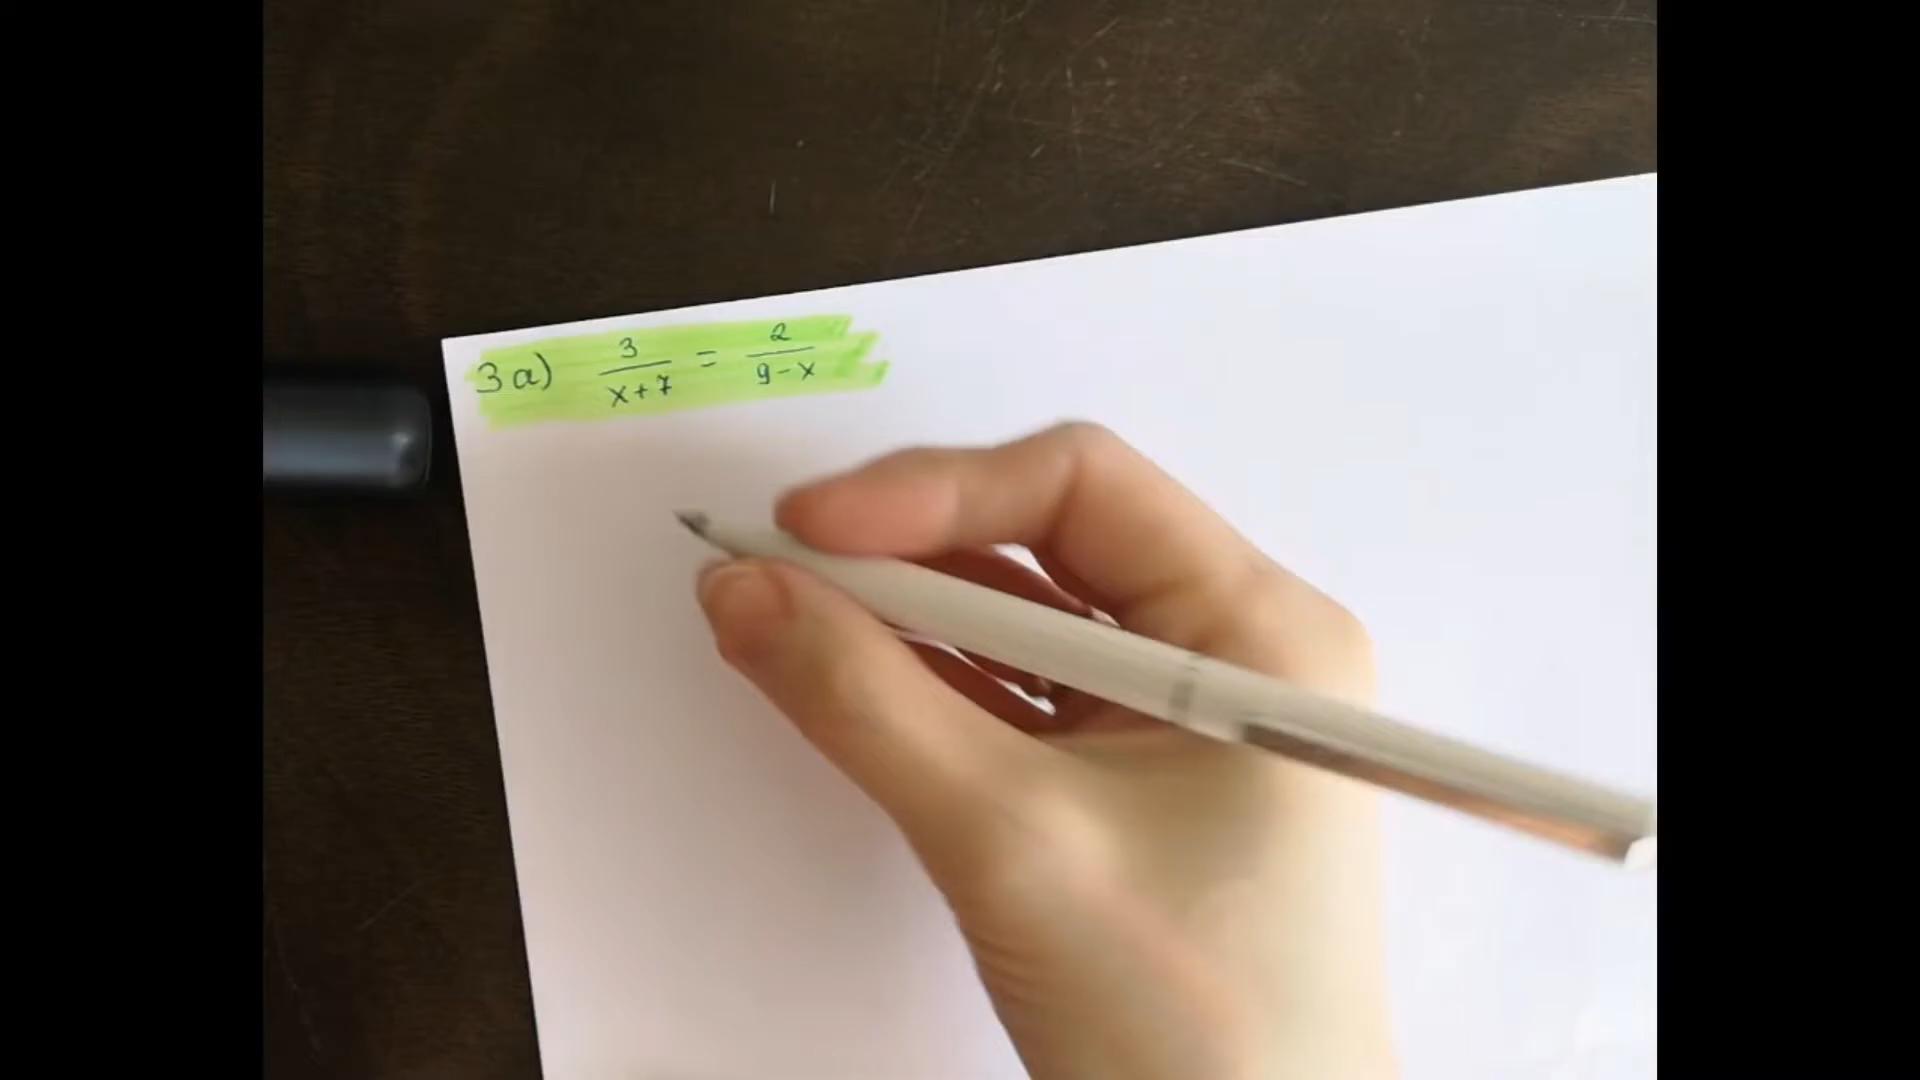 3a) 3/(x+7) = 2/(9-x)